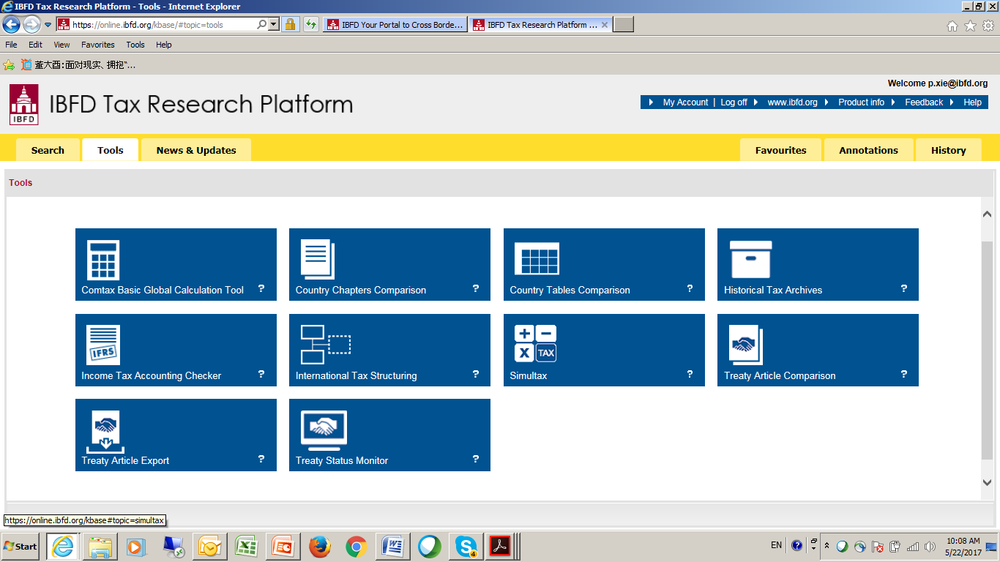 IBFD Tax Research Platform - Tools - Internet Explorer
https://online.ibfd.org/kbase/#topic=tools
IBFD Your Portal to Cross Borde...
IBFD Tax Research Platform ...
File Edit View Favorites Tools Help
董大酉:面对现实、拥抱“...
Welcome p.xie@ibfd.org
IBFD
IBFD Tax Research Platform
My Account | Log off www.ibfd.org Product info Feedback Help
Search Tools News & Updates Favourites Annotations History
Tools
Comtax Basic Global Calculation Tool ?
Country Chapters Comparison ?
Country Tables Comparison ?
Historical Tax Archives ?
IFRS
Income Tax Accounting Checker ?
International Tax Structuring ?
+ − X TAX
Simultax ?
Treaty Article Comparison ?
Treaty Article Export ?
Treaty Status Monitor ?
https://online.ibfd.org/kbase#topic=simultax
Start
4
EN
10:08 AM
5/22/2017